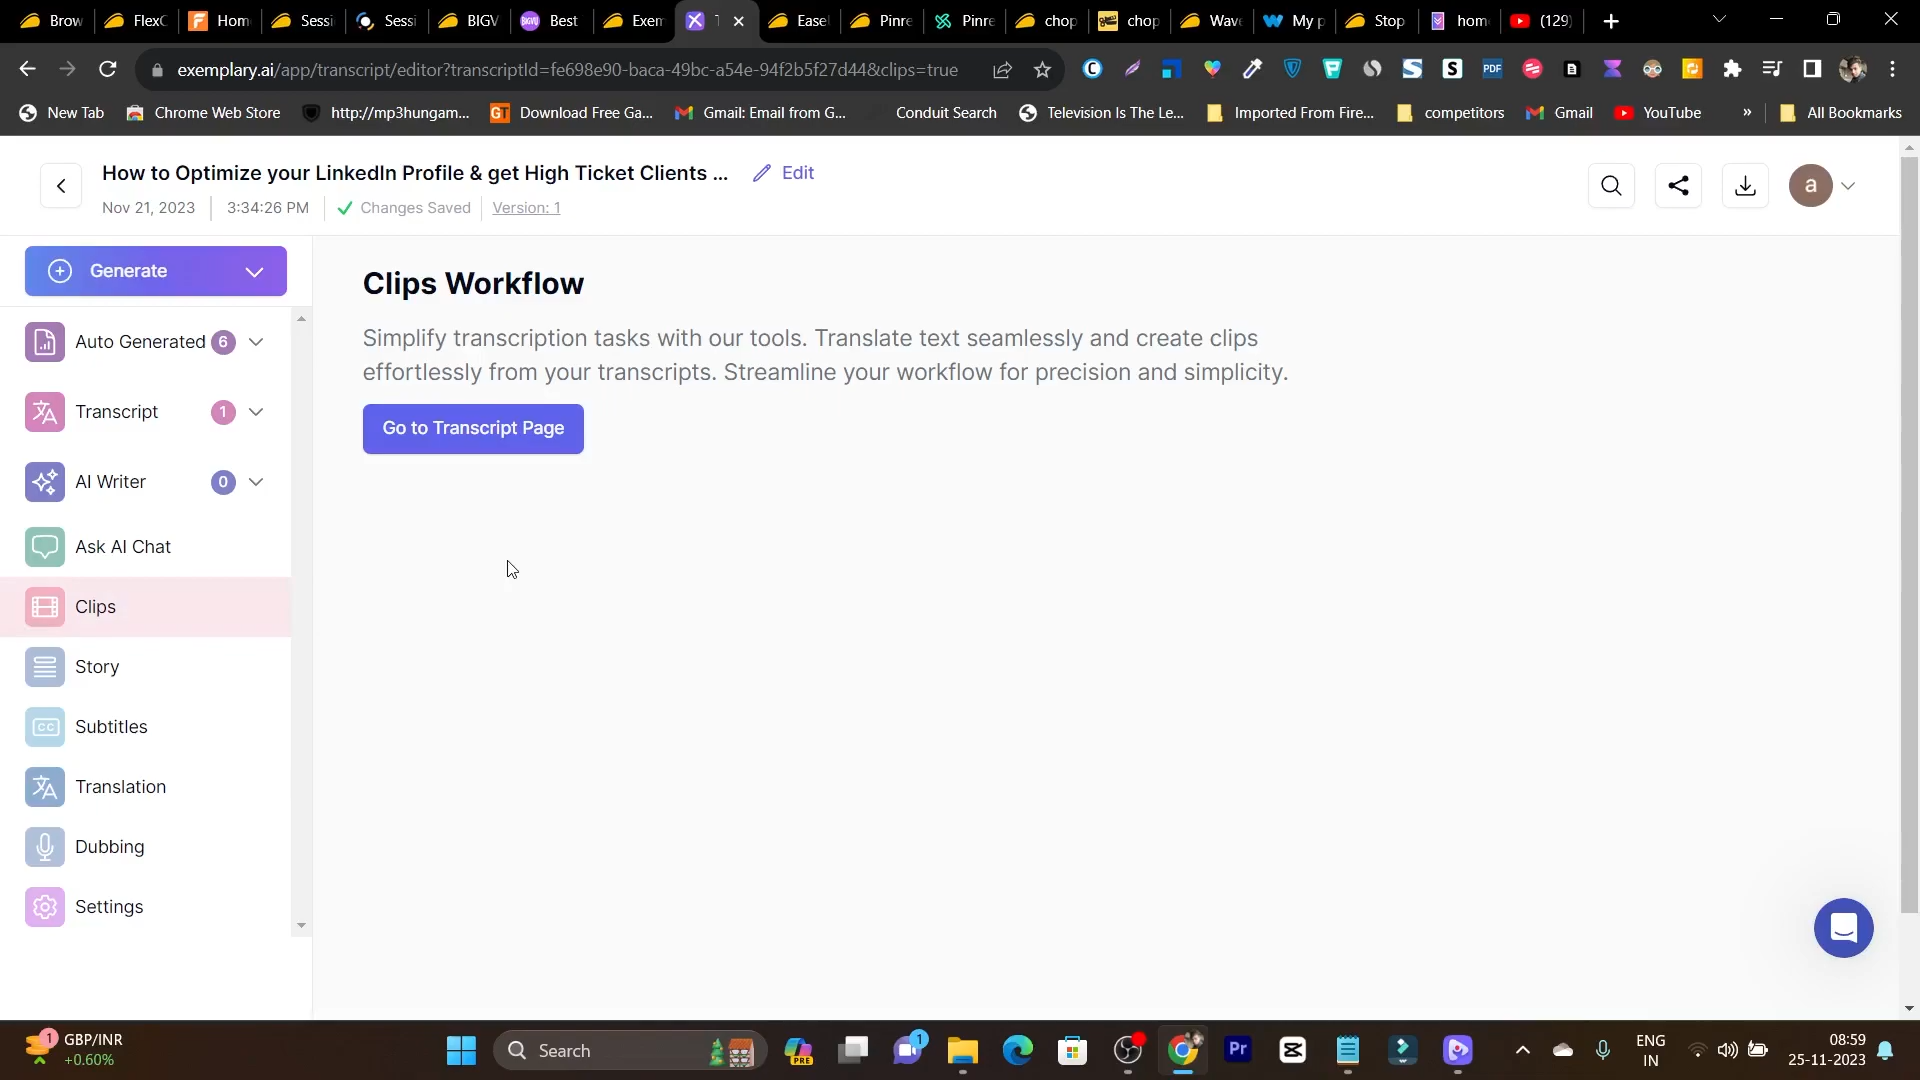 Brow
FlexC
Hom
Sessi
Sessi
BIGV
Best
Exem
Ease
Pinre
Pinre
chop
chop
Wav
My p
Stop
hom
(129)
exemplary.ai/app/transcript/editor?transcriptId=fe698e90-baca-49bc-a54e-94f2b5f27d44&clips=true
New Tab
Chrome Web Store
http://mp3hungam...
Download Free Ga...
Gmail: Email from G...
Conduit Search
Television Is The Le...
Imported From Fire...
competitors
Gmail
YouTube
»
All Bookmarks
How to Optimize your LinkedIn Profile & get High Ticket Clients ...
Edit
Nov 21, 2023
3:34:26 PM
Changes Saved
Version: 1
a
Generate
Auto Generated 6
Transcript 1
AI Writer 0
Ask AI Chat
Clips
Story
Subtitles
Translation
Dubbing
Settings
Clips Workflow
Simplify transcription tasks with our tools. Translate text seamlessly and create clips
effortlessly from your transcripts. Streamline your workflow for precision and simplicity.
Go to Transcript Page
1
GBP/INR
+0.60%
Search
PRE
1
Pr
ENG
IN
08:59
25-11-2023